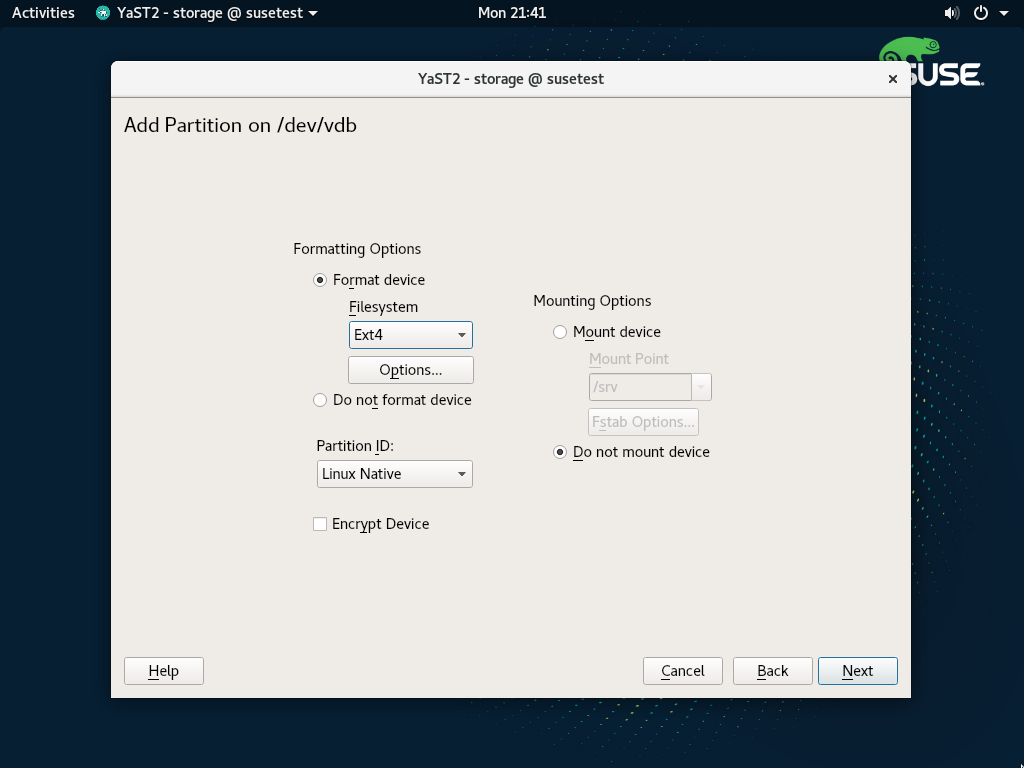 Activities YaST2 - storage @ susetest Mon 21:41
SUSE
YaST2 - storage @ susetest
Add Partition on /dev/vdb
Formatting Options
Format device
Filesystem
Ext4
Options...
Do not format device
Partition ID:
Linux Native
Encrypt Device
Mounting Options
Mount device
Mount Point
/srv
Fstab Options...
Do not mount device
Help Cancel Back Next